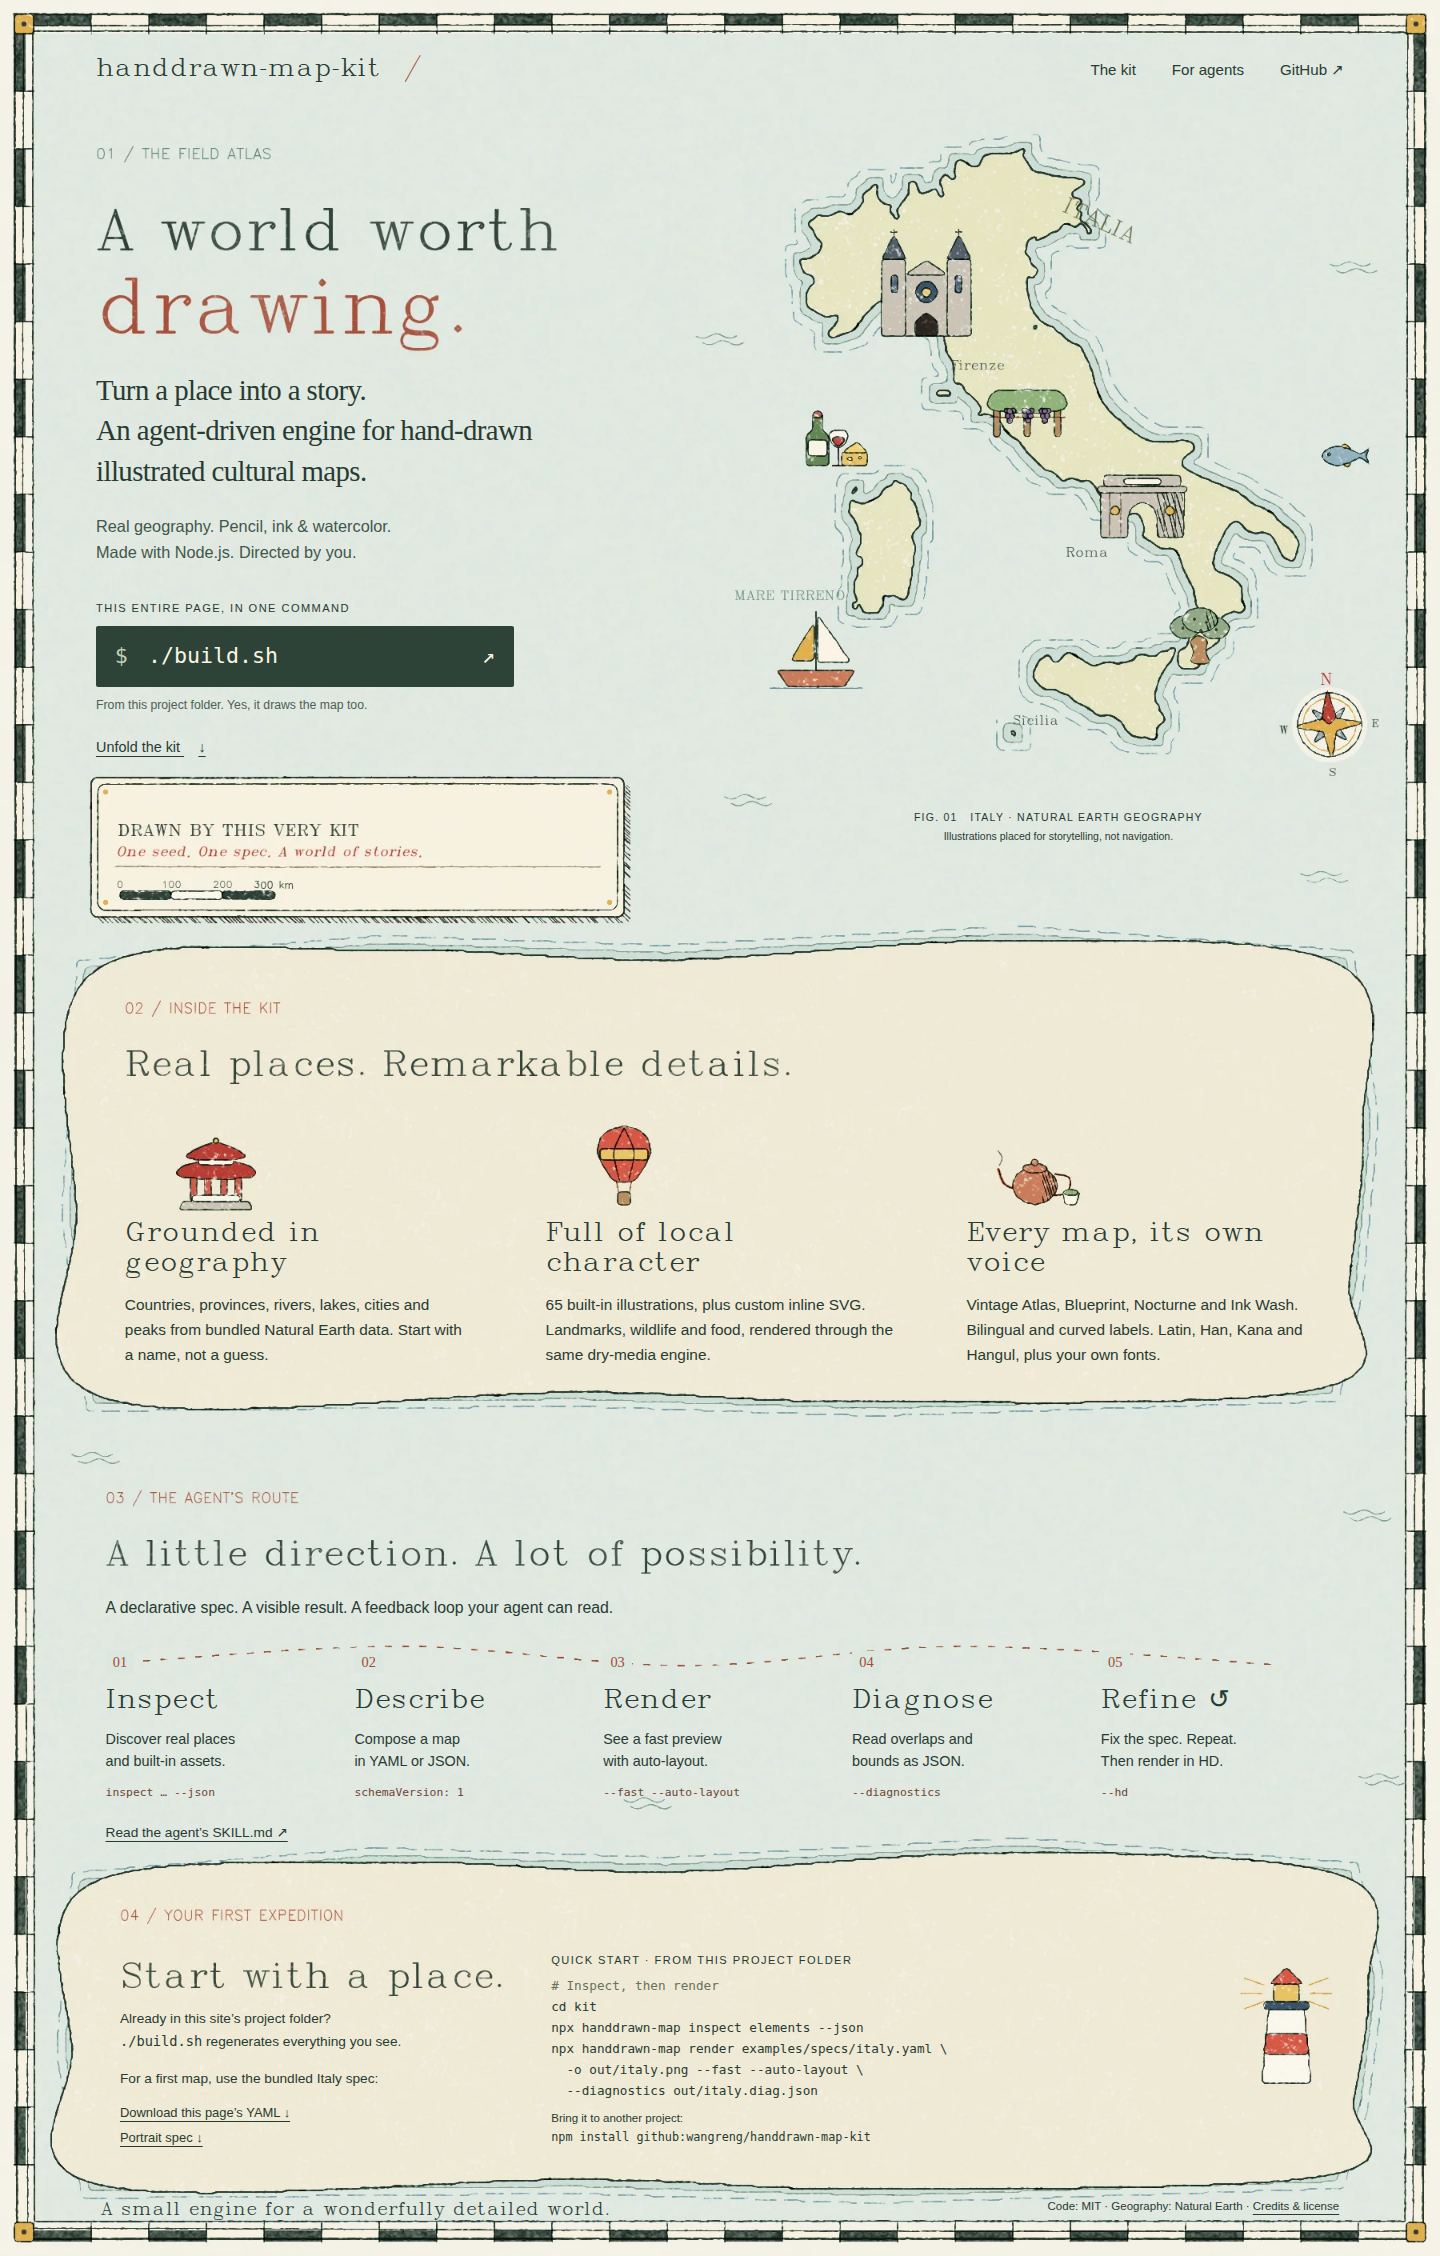 handdrawn-map-kit /
The kit
For agents
GitHub ↗
01 / THE FIELD ATLAS
A world worth
drawing.
Turn a place into a story.
An agent-driven engine for hand-drawn
illustrated cultural maps.
Real geography. Pencil, ink & watercolor.
Made with Node.js. Directed by you.
THIS ENTIRE PAGE, IN ONE COMMAND
$ ./build.sh ↗
From this project folder. Yes, it draws the map too.
Unfold the kit ↓
ITALIA
Firenze
Roma
MARE TIRRENO
Sicilia
N
W
E
S
FIG. 01 ITALY · NATURAL EARTH GEOGRAPHY
Illustrations placed for storytelling, not navigation.
DRAWN BY THIS VERY KIT
One seed. One spec. A world of stories.
0 100 200 300 km
02 / INSIDE THE KIT
Real places. Remarkable details.
Grounded in
geography
Countries, provinces, rivers, lakes, cities and
peaks from bundled Natural Earth data. Start with
a name, not a guess.
Full of local
character
65 built-in illustrations, plus custom inline SVG.
Landmarks, wildlife and food, rendered through the
same dry-media engine.
Every map, its own
voice
Vintage Atlas, Blueprint, Nocturne and Ink Wash.
Bilingual and curved labels. Latin, Han, Kana and
Hangul, plus your own fonts.
03 / THE AGENT'S ROUTE
A little direction. A lot of possibility.
A declarative spec. A visible result. A feedback loop your agent can read.
01
Inspect
Discover real places
and built-in assets.
inspect … --json
02
Describe
Compose a map
in YAML or JSON.
schemaVersion: 1
03
Render
See a fast preview
with auto-layout.
--fast --auto-layout
04
Diagnose
Read overlaps and
bounds as JSON.
--diagnostics
05
Refine ↺
Fix the spec. Repeat.
Then render in HD.
--hd
Read the agent's SKILL.md ↗
04 / YOUR FIRST EXPEDITION
Start with a place.
Already in this site's project folder?
./build.sh regenerates everything you see.
For a first map, use the bundled Italy spec:
Download this page's YAML ↓
Portrait spec ↓
QUICK START · FROM THIS PROJECT FOLDER
# Inspect, then render
cd kit
npx handdrawn-map inspect elements --json
npx handdrawn-map render examples/specs/italy.yaml \
-o out/italy.png --fast --auto-layout \
--diagnostics out/italy.diag.json
Bring it to another project:
npm install github:wangreng/handdrawn-map-kit
A small engine for a wonderfully detailed world.
Code: MIT · Geography: Natural Earth · Credits & license